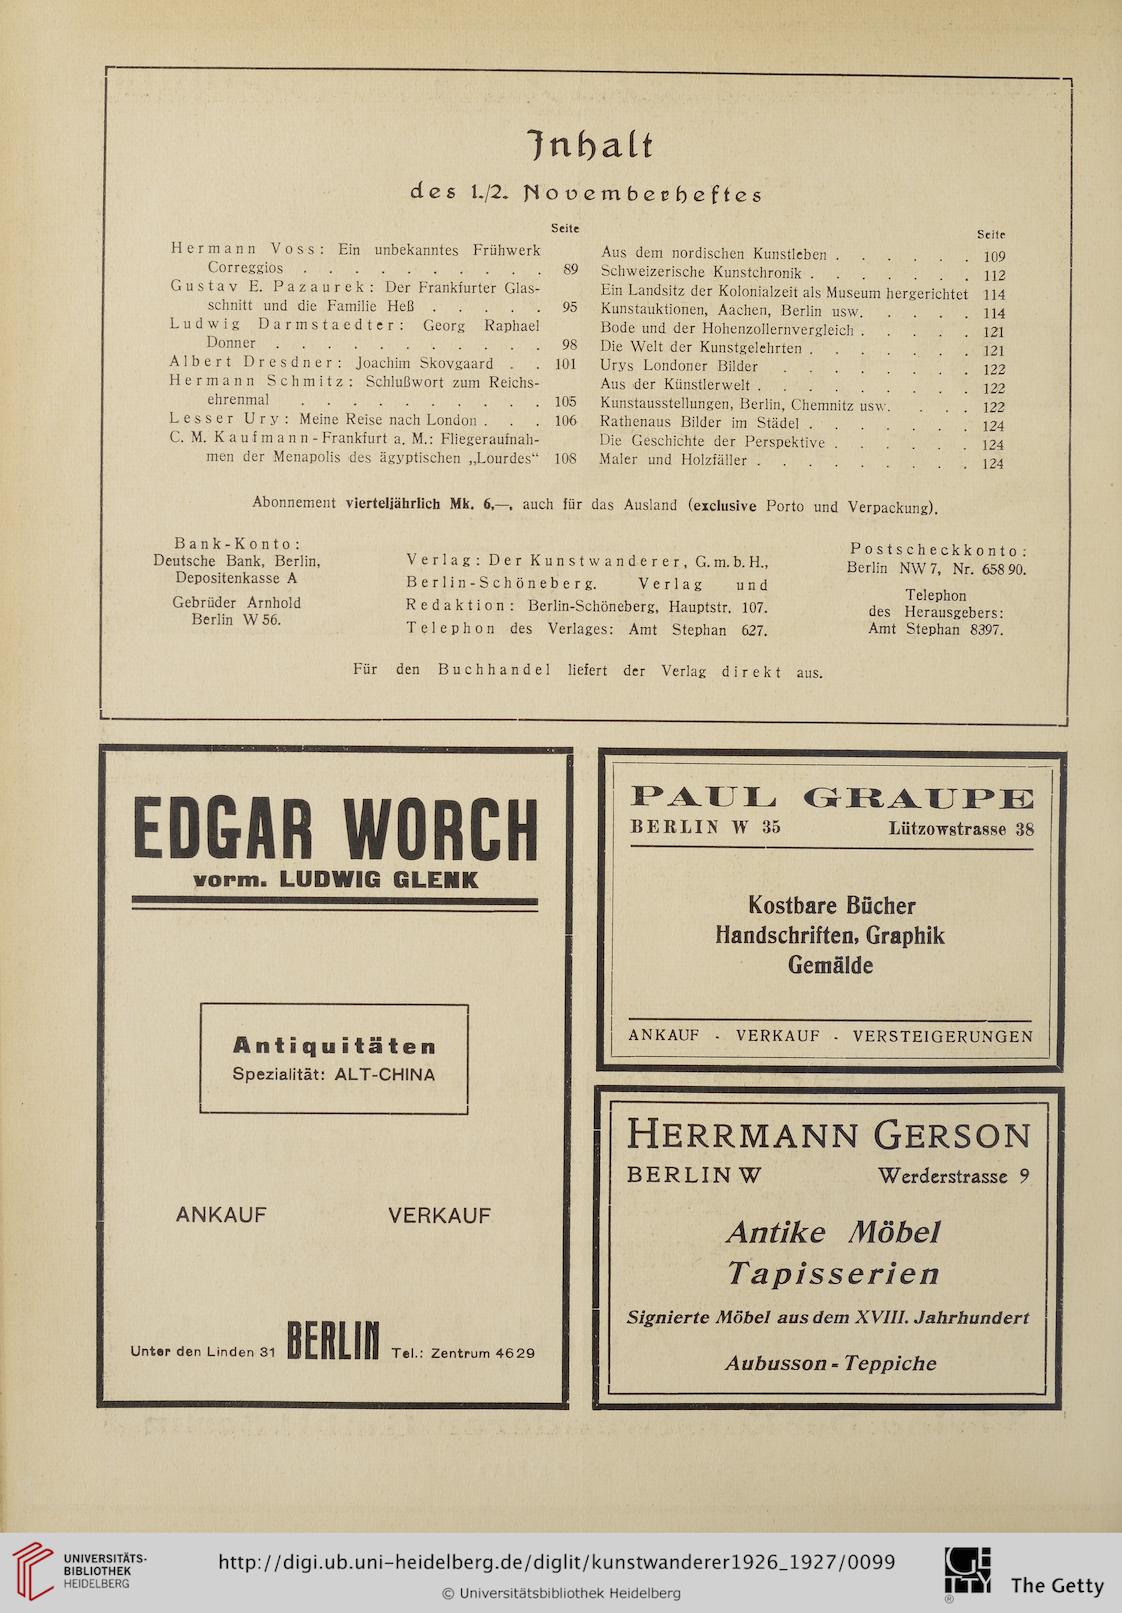 Inhalt
des 1./2. Novemberheftes
Seite
Hermann Voss: Ein unbekanntes Frühwerk
Correggios . . . . . . . . . . 89
Gustav E. Pazaurek: Der Frankfurter Glas-
schnitt und die Familie Heß . . . . . 95
Ludwig Darmstaedter: Georg Raphael
Donner . . . . . . . . . . . 98
Albert Dresdner: Joachim Skovgaard . . 101
Hermann Schmitz: Schlußwort zum Reichs-
ehrenmal . . . . . . . . . . 105
Lesser Ury: Meine Reise nach London . . . 106
C. M. Kaufmann-Frankfurt a. M.: Fliegeraufnah-
men der Menapolis des ägyptischen „Lourdes“ 108
Seite
Aus dem nordischen Kunstleben . . . . . . 109
Schweizerische Kunstchronik . . . . . . . 112
Ein Landsitz der Kolonialzeit als Museum hergerichtet 114
Kunstauktionen, Aachen, Berlin usw. . . . . 114
Bode und der Hohenzollernvergleich . . . . . 121
Die Welt der Kunstgelehrten . . . . . . . 121
Urys Londoner Bilder . . . . . . . . 122
Aus der Künstlerwelt . . . . . . . . . 122
Kunstausstellungen, Berlin, Chemnitz usw. . . . 122
Rathenaus Bilder im Städel . . . . . . . 124
Die Geschichte der Perspektive . . . . . . 124
Maler und Holzfäller . . . . . . . . . 124
Abonnement vierteljährlich Mk. 6,—, auch für das Ausland (exclusive Porto und Verpackung).
Bank-Konto:
Deutsche Bank, Berlin,
Depositenkasse A
Gebrüder Arnhold
Berlin W 56.
Verlag: Der Kunstwanderer, G. m. b. H.,
Berlin-Schöneberg. Verlag und
Redaktion: Berlin-Schöneberg, Hauptstr. 107.
Telephon des Verlages: Amt Stephan 627.
Postscheckkonto:
Berlin NW 7, Nr. 658 90.
Telephon
des Herausgebers:
Amt Stephan 8397.
Für den Buchhandel liefert der Verlag direkt aus.
EDGAR WORCH
vorm. LUDWIG GLENK
Antiquitäten
Spezialität: ALT-CHINA
ANKAUF VERKAUF
Unter den Linden 31 BERLIN Tel.: Zentrum 4629
PAUL GRAUPE
BERLIN W 35 Lützowstrasse 38
Kostbare Bücher
Handschriften, Graphik
Gemälde
ANKAUF - VERKAUF - VERSTEIGERUNGEN
HERRMANN GERSON
BERLIN W Werderstrasse 9
Antike Möbel
Tapisserien
Signierte Möbel aus dem XVIII. Jahrhundert
Aubusson-Teppiche
UNIVERSITÄTS-
BIBLIOTHEK
HEIDELBERG
http://digi.ub.uni-heidelberg.de/diglit/kunstwanderer1926_1927/0099
© Universitätsbibliothek Heidelberg
GETTY
®
The Getty